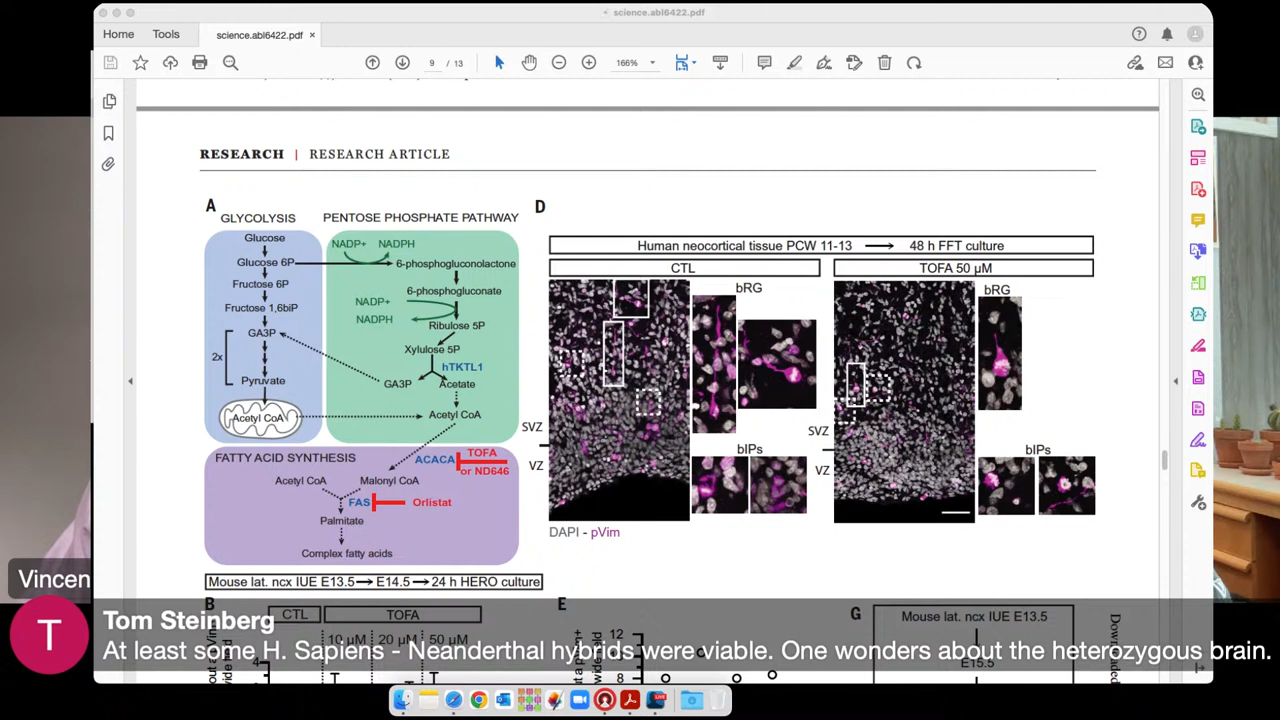 science.abl6422.pdf
Home
Tools
science.abl6422.pdf ×
9 / 13
166%
RESEARCH | RESEARCH ARTICLE
A
GLYCOLYSIS
PENTOSE PHOSPHATE PATHWAY
Glucose
NADP+ NADPH
Glucose 6P
6-phosphogluconolactone
Fructose 6P
6-phosphogluconate
Fructose 1,6biP
NADP+
NADPH
Ribulose 5P
GA3P
Xylulose 5P
2x
hTKTL1
Pyruvate
GA3P
Acetate
Acetyl CoA
Acetyl CoA
FATTY ACID SYNTHESIS
ACACA
TOFA
or ND646
Acetyl CoA
Malonyl CoA
FAS
Orlistat
Palmitate
Complex fatty acids
Mouse lat. ncx IUE E13.5 → E14.5 → 24 h HERO culture
D
Human neocortical tissue PCW 11-13 → 48 h FFT culture
CTL
TOFA 50 μM
bRG
bRG
SVZ
VZ
SVZ
VZ
bIPs
bIPs
DAPI - pVim
B
CTL
TOFA
10 μM 20 μM 50 μM
4
E
12
8
G
Mouse lat. ncx IUE E13.5
E15.5
Vincen
T
Tom Steinberg
At least some H. Sapiens - Neanderthal hybrids were viable. One wonders about the heterozygous brain.